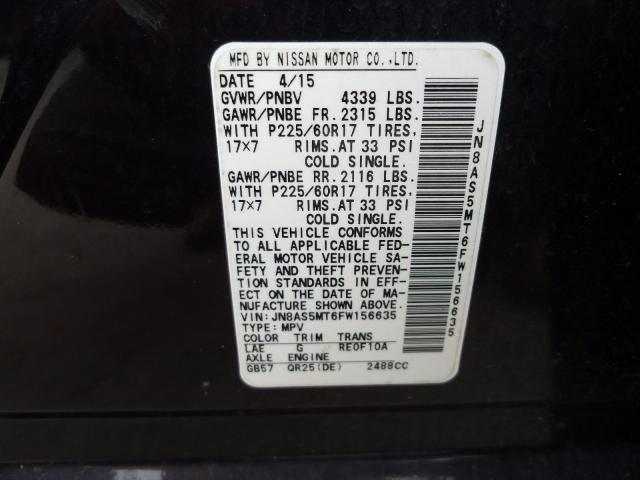 MFD BY NISSAN MOTOR CO.,LTD.
DATE 4/15
GVWR/PNBV 4339 LBS.
GAWR/PNBE FR. 2315 LBS.
WITH P225/60R17 TIRES,
17×7 RIMS. AT 33 PSI
COLD SINGLE.
GAWR/PNBE RR. 2116 LBS.
WITH P225/60R17 TIRES,
17×7 RIMS. AT 33 PSI
COLD SINGLE.
THIS VEHICLE CONFORMS
TO ALL APPLICABLE FED-
ERAL MOTOR VEHICLE SA-
FETY AND THEFT PREVEN-
TION STANDARDS IN EFF-
ECT ON THE DATE OF MA-
NUFACTURE SHOWN ABOVE.
VIN: JN8AS5MT6FW156635
TYPE: MPV
COLOR TRIM TRANS
LAE G RE0F10A
AXLE ENGINE
GB57 QR25(DE) 2488CC
JN8AS5MT6FW156635